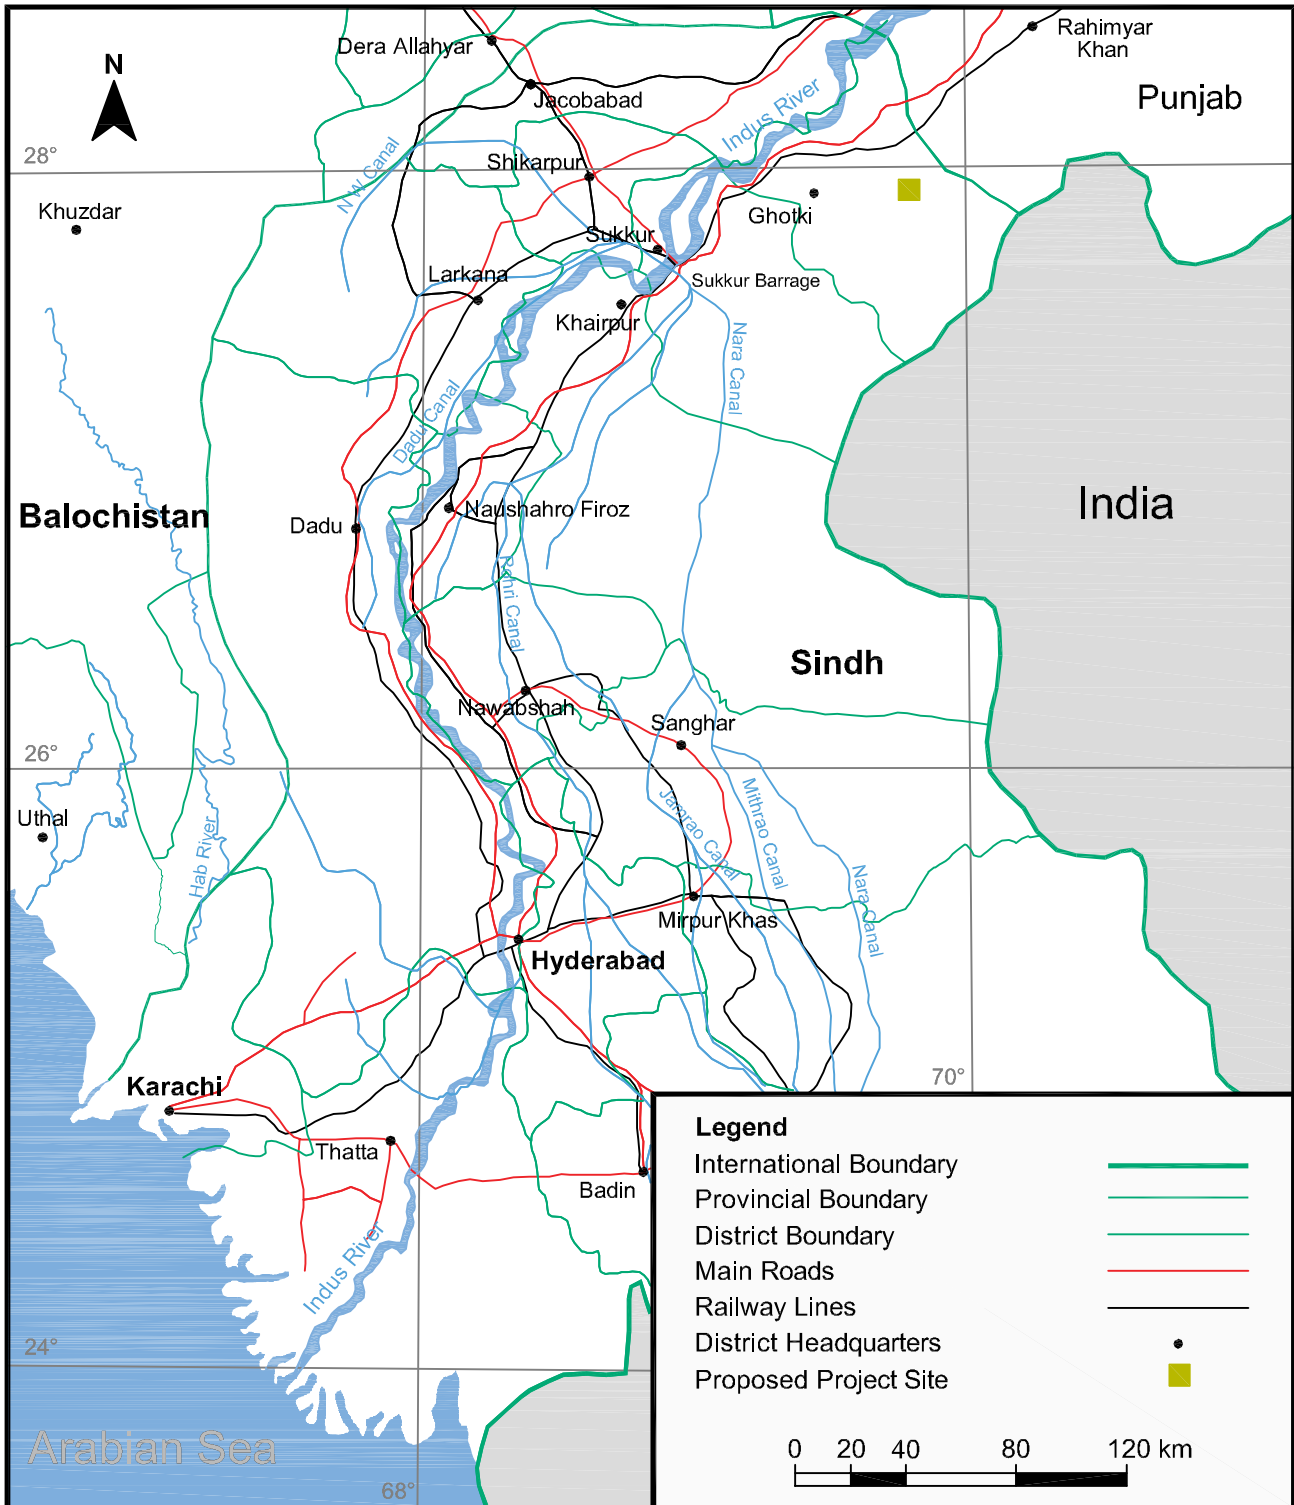 Dera Allahyar
Rahimyar
Khan
N
Jacobabad
Indus River
Punjab
28°
N W Canal
Shikarpur
Khuzdar
Ghotki
Sukkur
Larkana
Sukkur Barrage
Khairpur
Nara Canal
Dadu Canal
Balochistan
Dadu
Naushahro Firoz
India
Rohri Canal
Sindh
Nawabshah
Sanghar
26°
Uthal
Hab River
Jamrao Canal
Mithrao Canal
Nara Canal
Mirpur Khas
Hyderabad
70°
Karachi
Thatta
Badin
Indus River
24°
Arabian Sea
68°
Legend
International Boundary
Provincial Boundary
District Boundary
Main Roads
Railway Lines
District Headquarters
Proposed Project Site
0 20 40 80 120 km